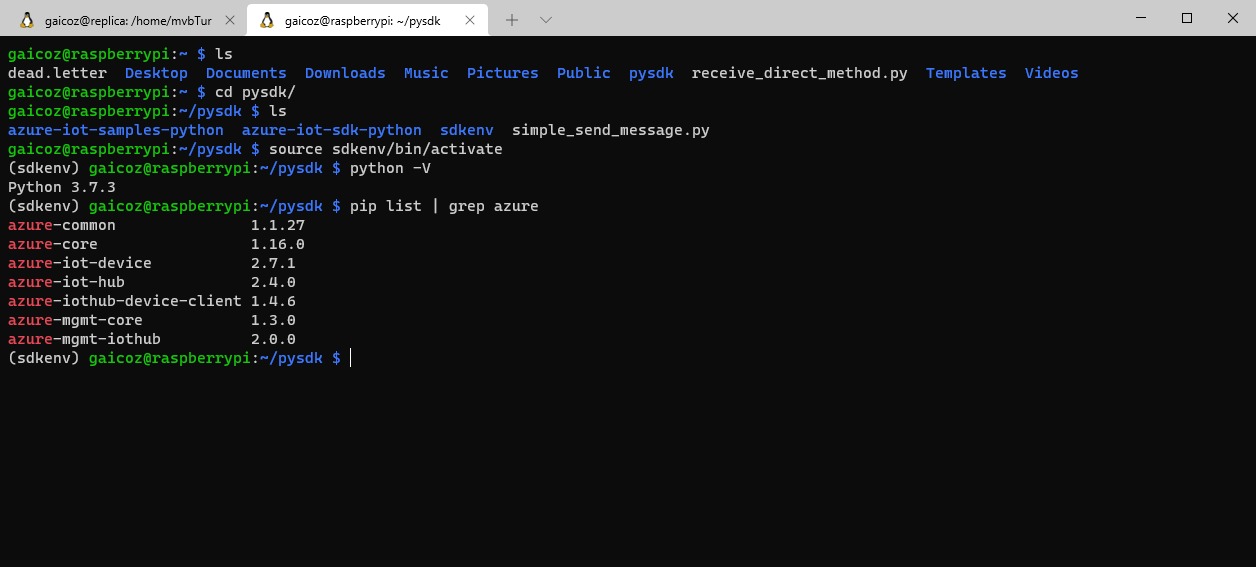 gaicoz@replica: /home/mvbTur
gaicoz@raspberrypi: ~/pysdk
gaicoz@raspberrypi:~ $ ls
dead.letter  Desktop  Documents  Downloads  Music  Pictures  Public  pysdk  receive_direct_method.py  Templates  Videos
gaicoz@raspberrypi:~ $ cd pysdk/
gaicoz@raspberrypi:~/pysdk $ ls
azure-iot-samples-python  azure-iot-sdk-python  sdkenv  simple_send_message.py
gaicoz@raspberrypi:~/pysdk $ source sdkenv/bin/activate
(sdkenv) gaicoz@raspberrypi:~/pysdk $ python -V
Python 3.7.3
(sdkenv) gaicoz@raspberrypi:~/pysdk $ pip list | grep azure
azure-common               1.1.27
azure-core                 1.16.0
azure-iot-device           2.7.1
azure-iot-hub              2.4.0
azure-iothub-device-client 1.4.6
azure-mgmt-core            1.3.0
azure-mgmt-iothub          2.0.0
(sdkenv) gaicoz@raspberrypi:~/pysdk $